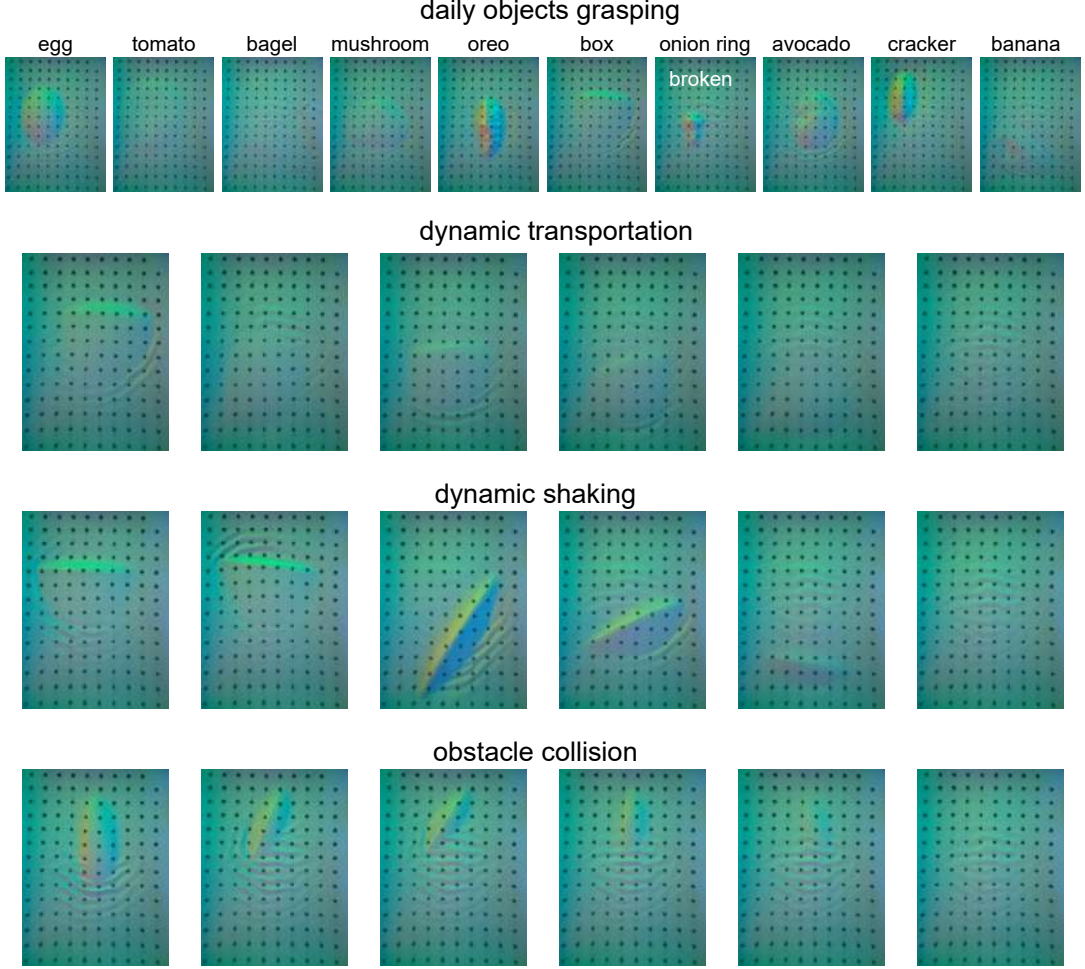 daily objects grasping
egg tomato bagel mushroom oreo box onion ring avocado cracker banana
broken
dynamic transportation
dynamic shaking
obstacle collision